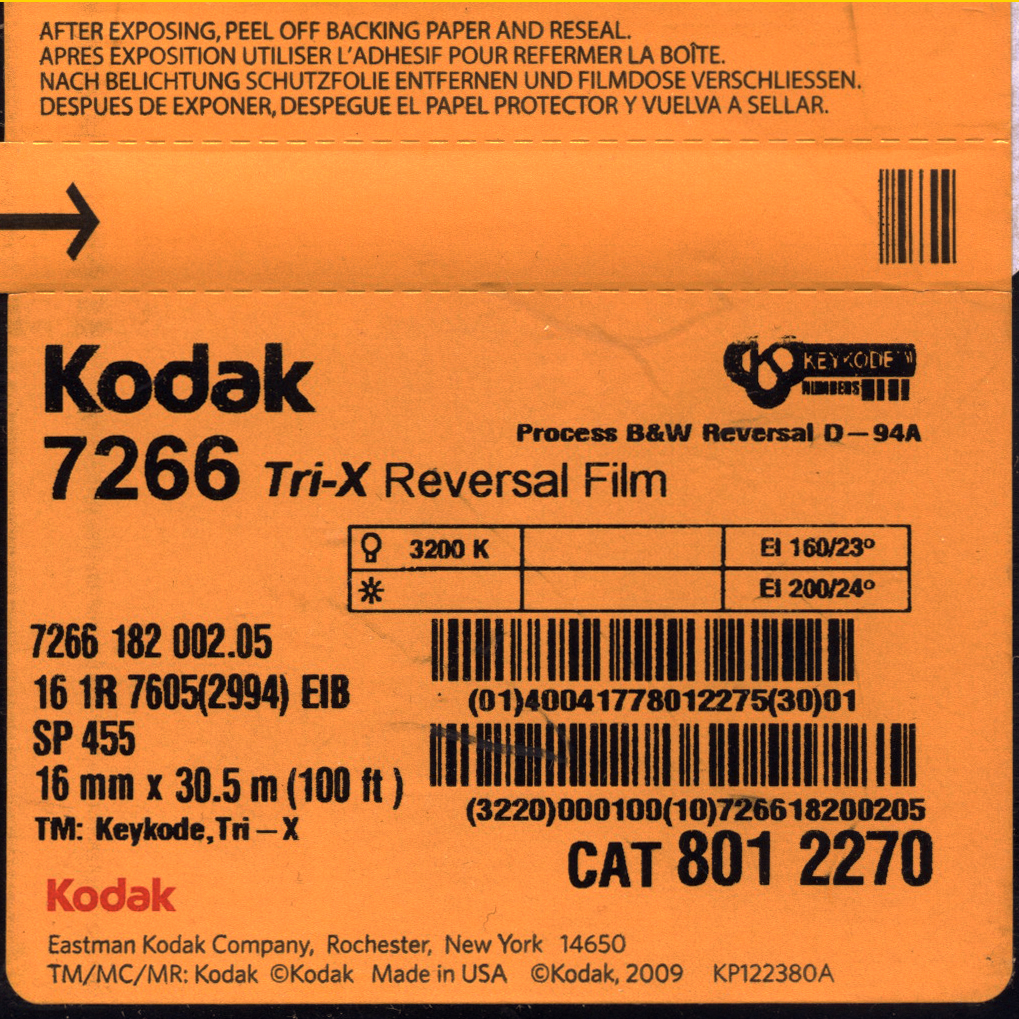 AFTER EXPOSING, PEEL OFF BACKING PAPER AND RESEAL.
APRES EXPOSITION UTILISER L'ADHESIF POUR REFERMER LA BOÎTE.
NACH BELICHTUNG SCHUTZFOLIE ENTFERNEN UND FILMDOSE VERSCHLIESSEN.
DESPUES DE EXPONER, DESPEGUE EL PAPEL PROTECTOR Y VUELVA A SELLAR.
Kodak
K KEYKODE™
NUMBERS
Process B&W Reversal D–94A
7266 Tri-X Reversal Film
3200 K EI 160/23º
EI 200/24º
7266 182 002.05
16 1R 7605(2994) EIB
SP 455
16 mm x 30.5 m (100 ft )
TM: Keykode,Tri–X
(01)40041778012275(30)01
(3220)000100(10)726618200205
CAT 801 2270
Kodak
Eastman Kodak Company, Rochester, New York 14650
TM/MC/MR: Kodak ©Kodak Made in USA ©Kodak, 2009 KP122380A